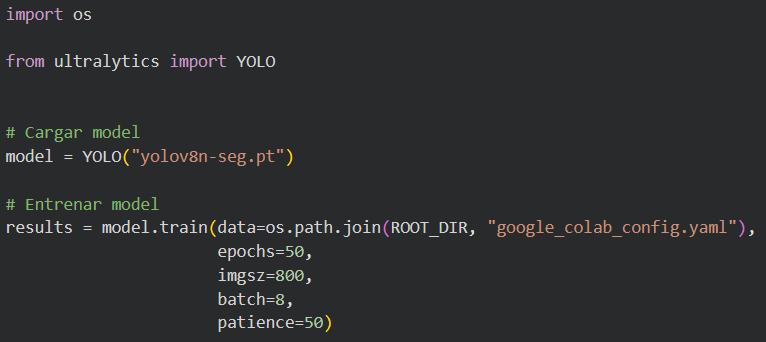 import os
from ultralytics import YOLO
# Cargar model
model = YOLO("yolov8n-seg.pt")
# Entrenar model
results = model.train(data=os.path.join(ROOT_DIR, "google_colab_config.yaml"),
epochs=50,
imgsz=800,
batch=8,
patience=50)